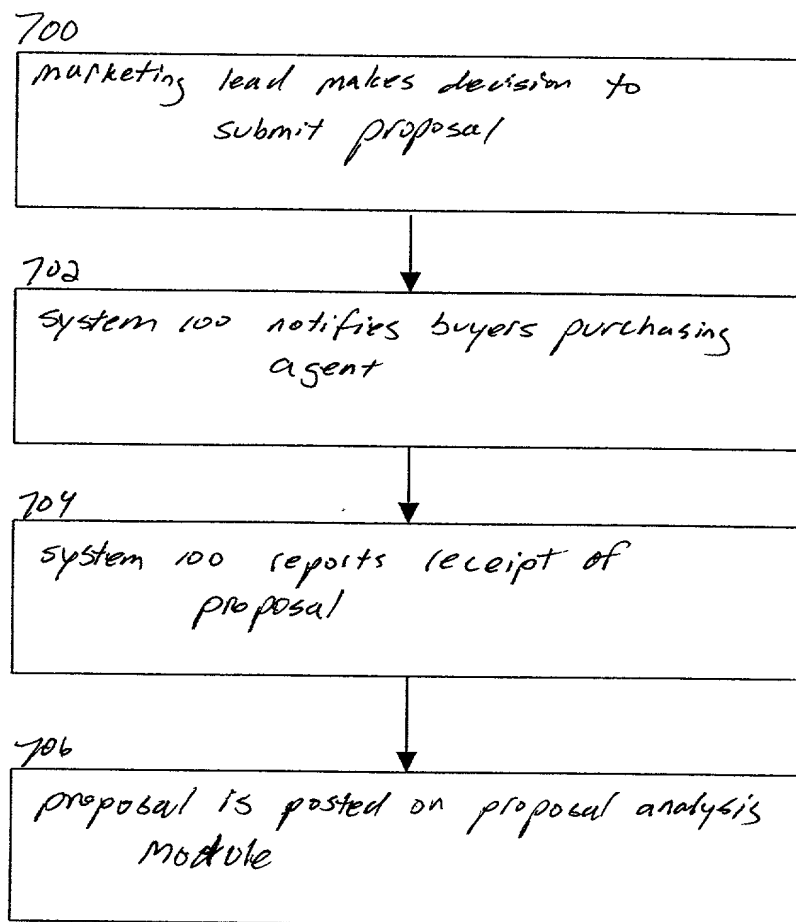 700
marketing lead makes decision to
submit proposal
702
system 100 notifies buyers purchasing
agent
704
system 100 reports receipt of
proposal
706
proposal is posted on proposal analysis
module